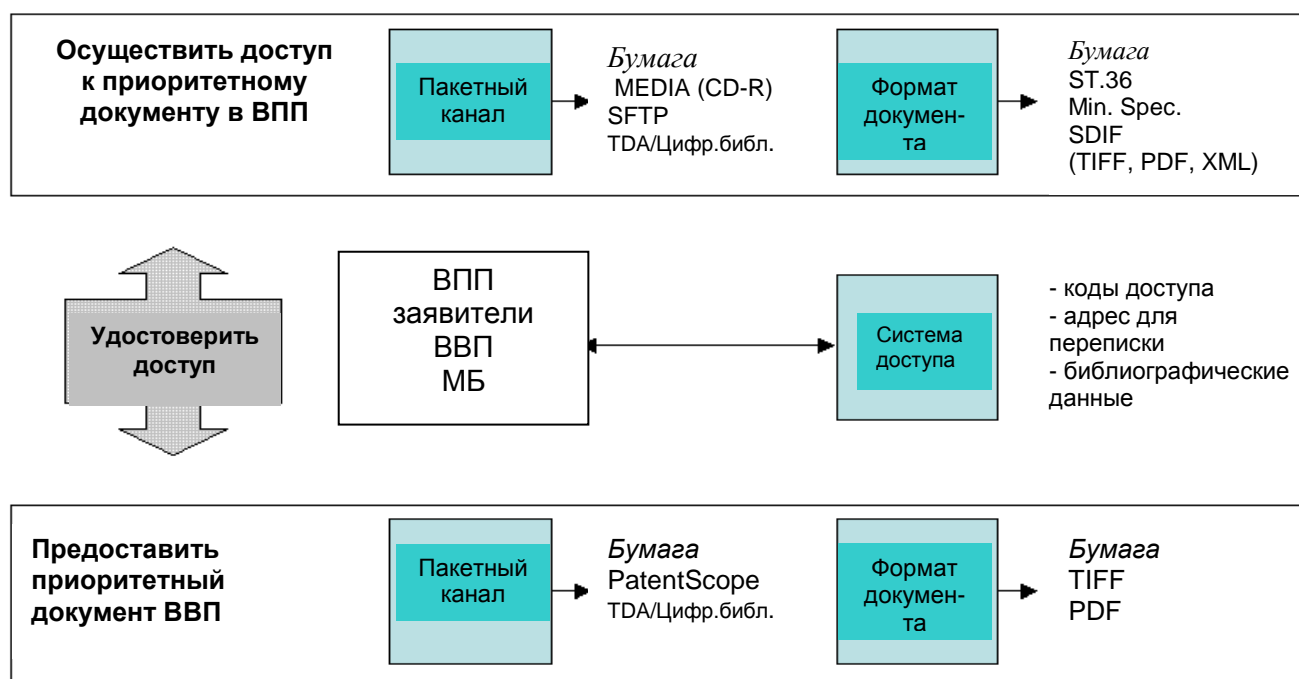 Осуществить доступ
к приоритетному
документу в ВПП
Пакетный
канал
Бумага
MEDIA (CD-R)
SFTP
TDA/Цифр.библ.
Формат
докумен-
та
Бумага
ST.36
Min. Spec.
SDIF
(TIFF, PDF, XML)
Удостоверить
доступ
ВПП
заявители
ВВП
МБ
Система
доступа
- коды доступа
- адрес для
переписки
- библиографические
данные
Предоставить
приоритетный
документ ВВП
Пакетный
канал
Бумага
PatentScope
TDA/Цифр.библ.
Формат
докумен-
та
Бумага
TIFF
PDF